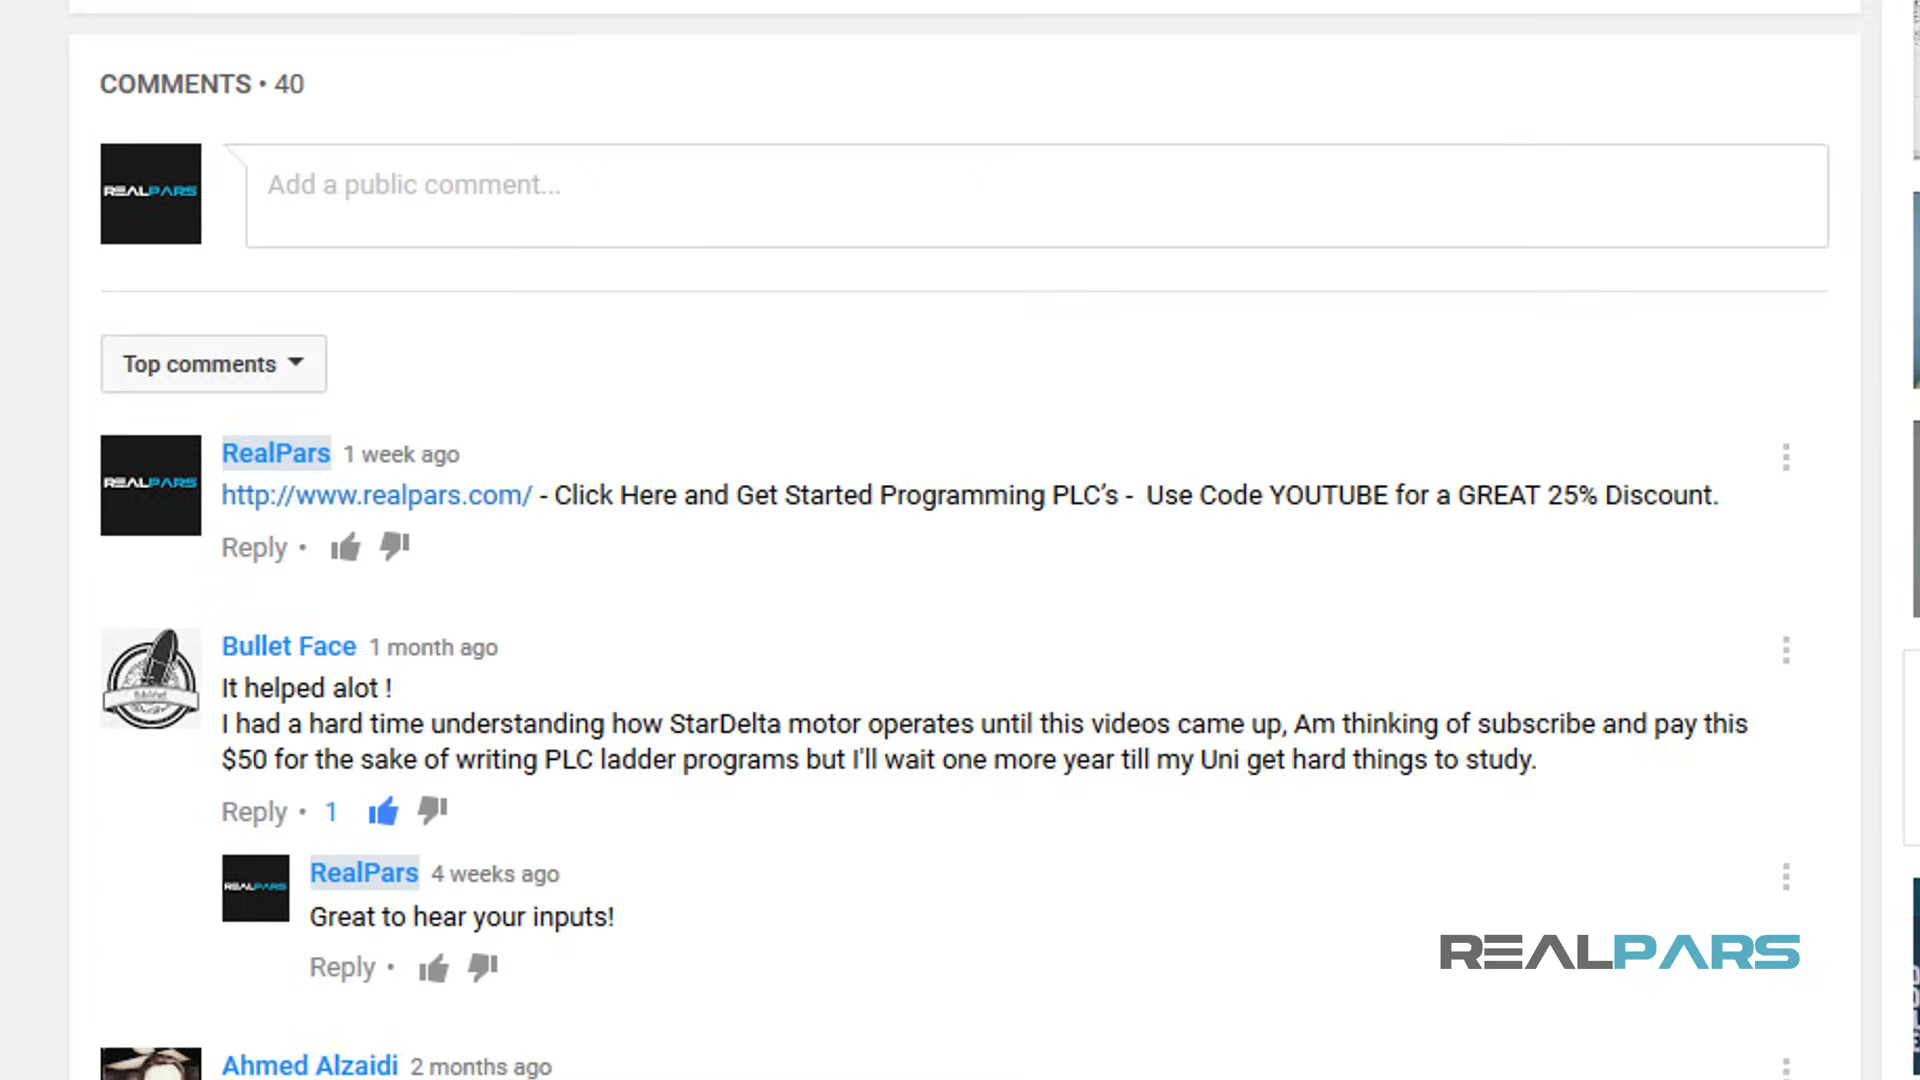 COMMENTS • 40
REALPARS
Add a public comment...
Top comments
REALPARS
RealPars 1 week ago
http://www.realpars.com/ - Click Here and Get Started Programming PLC’s - Use Code YOUTUBE for a GREAT 25% Discount.
Reply •
Bullet Face 1 month ago
It helped alot !
I had a hard time understanding how StarDelta motor operates until this videos came up, Am thinking of subscribe and pay this
$50 for the sake of writing PLC ladder programs but I'll wait one more year till my Uni get hard things to study.
Reply • 1
REALPARS
RealPars 4 weeks ago
Great to hear your inputs!
REALPARS
Reply •
Ahmed Alzaidi 2 months ago